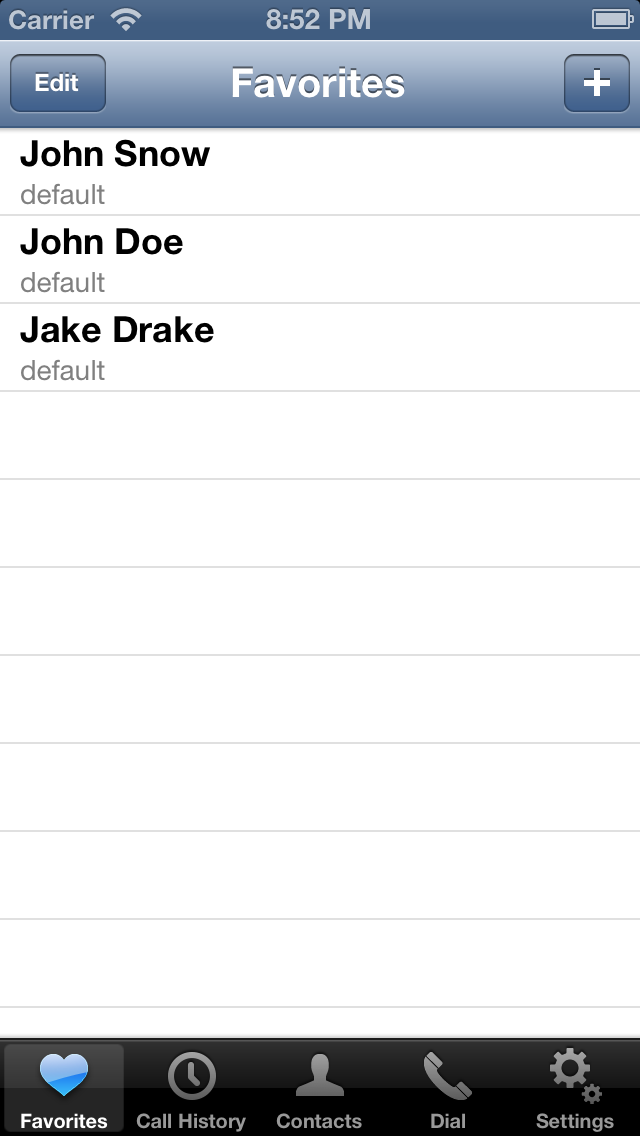 Carrier 8:52 PM
Edit Favorites +
John Snow
default
John Doe
default
Jake Drake
default
Favorites Call History Contacts Dial Settings